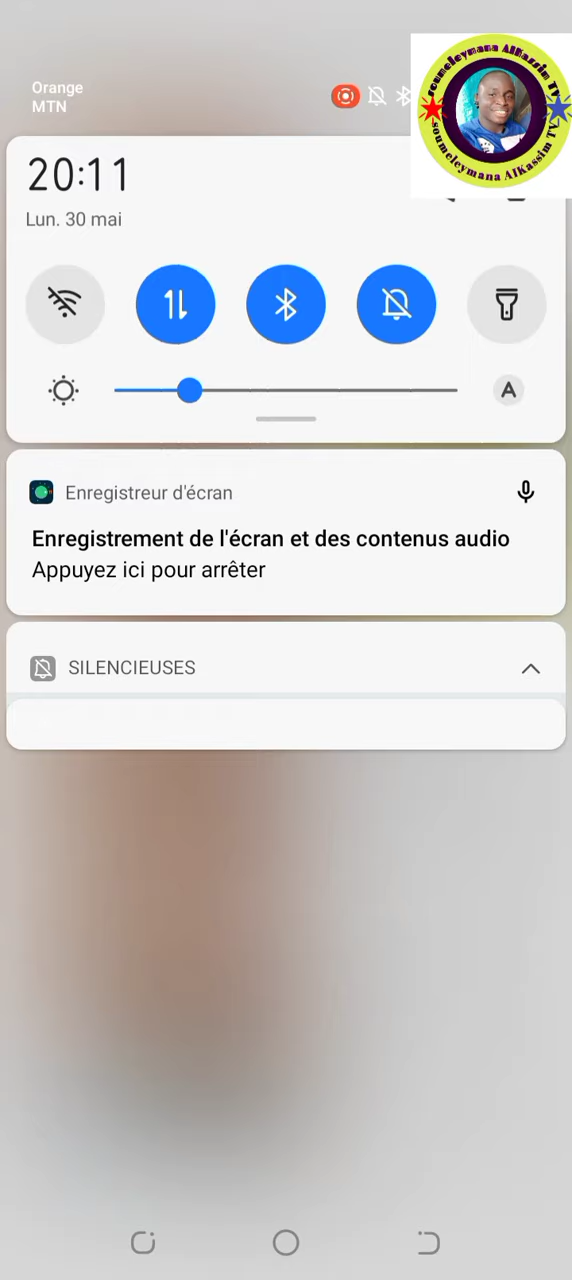 Orange
MTN
soumeleymana AlKassim TV
soumeleymana AlKassim TV
20:11
Lun. 30 mai
A
Enregistreur d'écran
Enregistrement de l'écran et des contenus audio
Appuyez ici pour arrêter
SILENCIEUSES